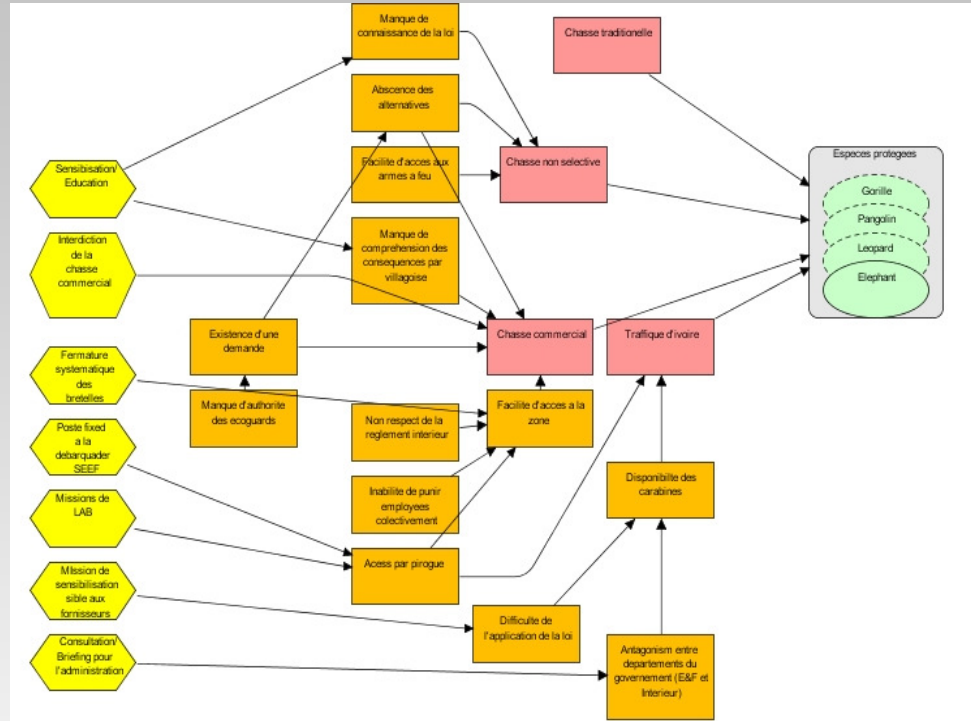 Manque de
connaissance de la loi
Chasse traditionelle
Abscence des
alternatives
Facilite d'acces aux
armes a feu
Chasse non selective
Especes protegees
Gorille
Pangolin
Leopard
Elephant
Sensibisation/
Education
Manque de
comprehension des
consequences par
villagoise
Interdiction
de la
chasse
commercial
Existence d'une
demande
Chasse commercial
Traffique d'ivoire
Fermature
systematique
des
bretelles
Manque d'authorite
des ecoguards
Non respect de la
reglement interieur
Facilite d'acces a la
zone
Poste fixed
a la
debarquader
SEEF
Inabilite de punir
employees
colectivement
Disponibilte des
carabines
Missions de
LAB
Acess par pirogue
MIssion de
sensibilisation
sible aux
fornisseurs
Difficulte de
l'application de la loi
Consultation/
Briefing pour
l'administration
Antagonism entre
departements du
governement (E&F et
Interieur)